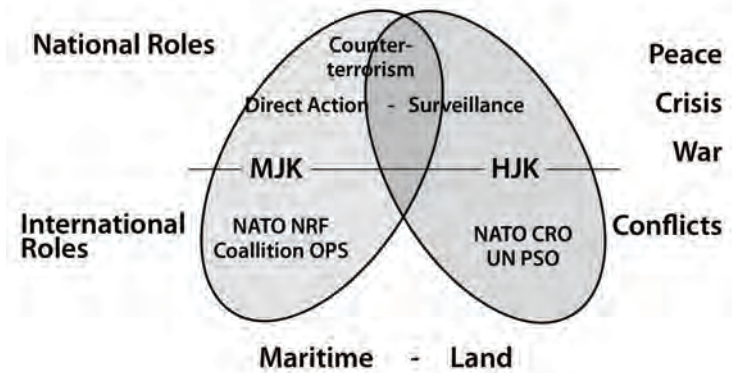 National Roles
Counter-
terrorism
Peace
Direct Action - Surveillance
Crisis
War
MJK
HJK
International
Roles
NATO NRF
Coallition OPS
NATO CRO
UN PSO
Conflicts
Maritime - Land